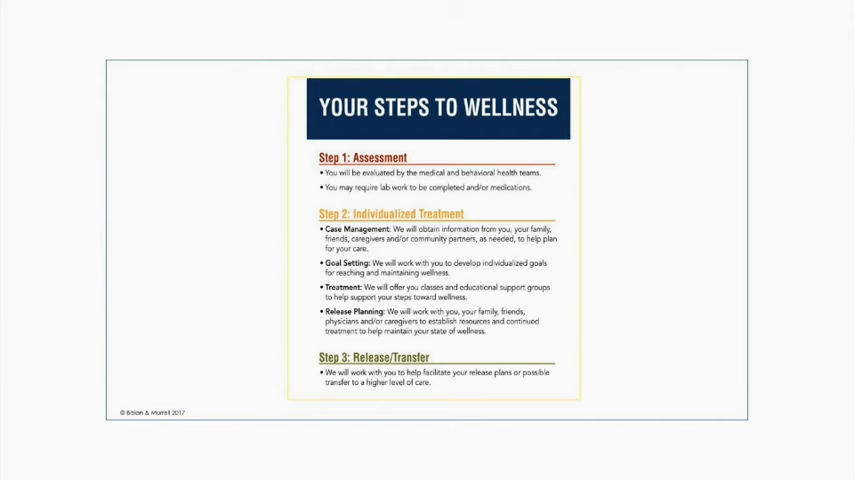 YOUR STEPS TO WELLNESS
Step 1: Assessment
• You will be evaluated by the medical and behavioral health teams.
• You may require lab work to be completed and/or medications.
Step 2: Individualized Treatment
• Case Management: We will obtain information from you, your family,
friends, caregivers and/or community partners, as needed, to help plan
for your care.
• Goal Setting: We will work with you to develop individualized goals
for reaching and maintaining wellness.
• Treatment: We will offer you classes and educational support groups
to help support your steps toward wellness.
• Release Planning: We will work with you, your family, friends,
physicians and/or caregivers to establish resources and continued
treatment to help maintain your state of wellness.
Step 3: Release/Transfer
• We will work with you to help facilitate your release plans or possible
transfer to a higher level of care.
© Balan & Murrell 2017